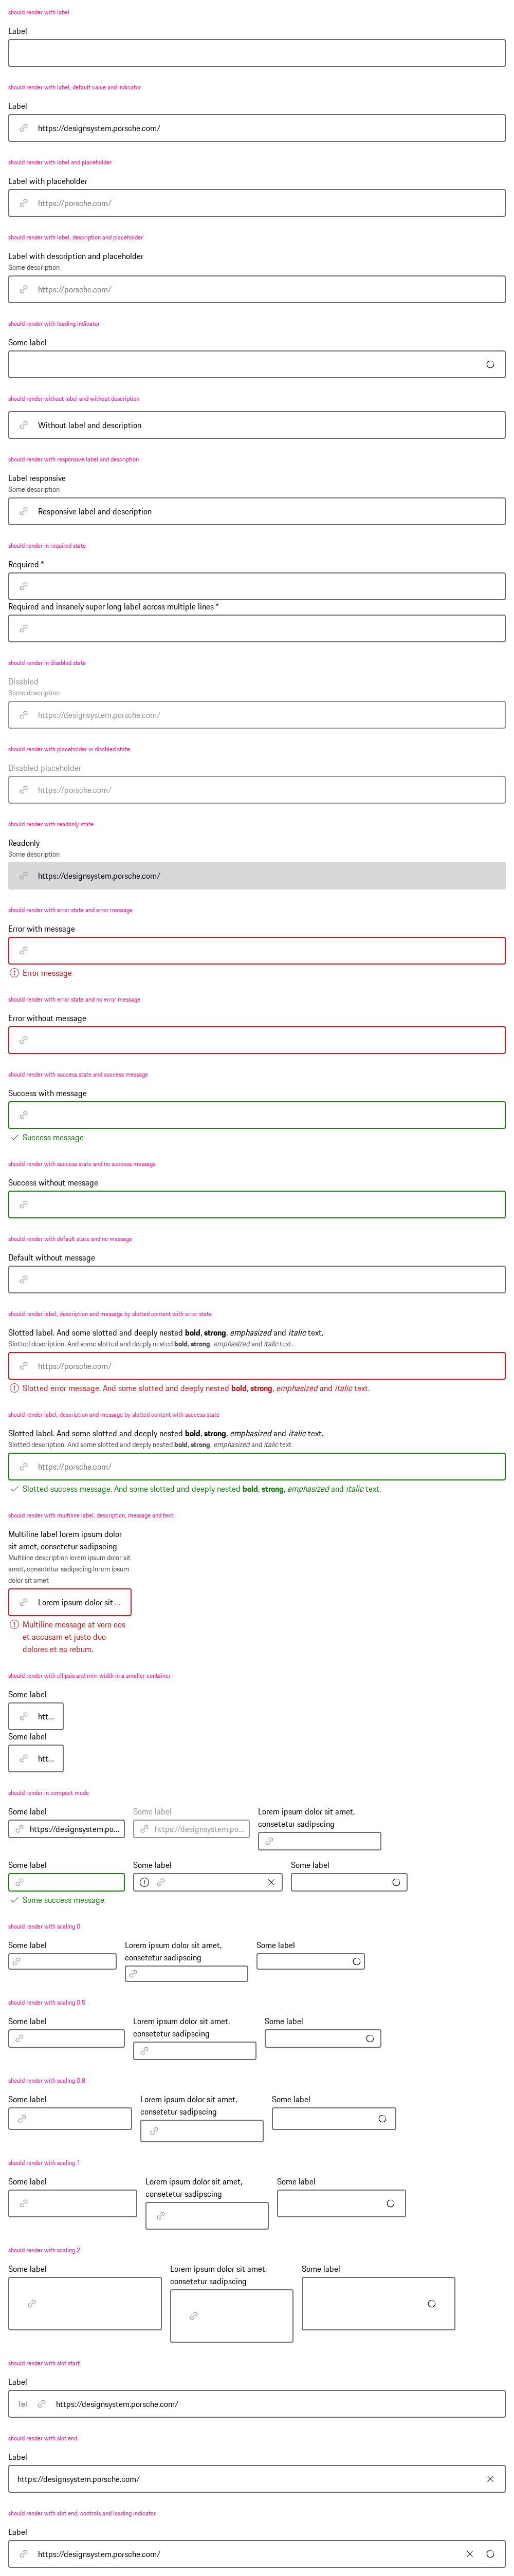 should render with label
Label
should render with label, default value and indicator
Label
https://designsystem.porsche.com/
should render with label and placeholder
Label with placeholder
https://porsche.com/
should render with label, description and placeholder
Label with description and placeholder
Some description
https://porsche.com/
should render with loading indicator
Some label
should render without label and without description
Without label and description
should render with responsive label and description
Label responsive
Some description
Responsive label and description
should render in required state
Required *
Required and insanely super long label across multiple lines *
should render in disabled state
Disabled
Some description
https://designsystem.porsche.com/
should render with placeholder in disabled state
Disabled placeholder
https://porsche.com/
should render with readonly state
Readonly
Some description
https://designsystem.porsche.com/
should render with error state and error message
Error with message
Error message
should render with error state and no error message
Error without message
should render with success state and success message
Success with message
Success message
should render with success state and no success message
Success without message
should render with default state and no message
Default without message
should render label, description and message by slotted content with error state
Slotted label. And some slotted and deeply nested bold, strong, emphasized and italic text.
Slotted description. And some slotted and deeply nested bold, strong, emphasized and italic text.
https://porsche.com/
Slotted error message. And some slotted and deeply nested bold, strong, emphasized and italic text.
should render label, description and message by slotted content with success state
Slotted label. And some slotted and deeply nested bold, strong, emphasized and italic text.
Slotted description. And some slotted and deeply nested bold, strong, emphasized and italic text.
https://porsche.com/
Slotted success message. And some slotted and deeply nested bold, strong, emphasized and italic text.
should render with multiline label, description, message and text
Multiline label lorem ipsum dolor
sit amet, consetetur sadipscing
Multiline description lorem ipsum dolor sit
amet, consetetur sadipscing lorem ipsum
dolor sit amet
Lorem ipsum dolor sit ...
Multiline message at vero eos
et accusam et justo duo
dolores et ea rebum.
should render with ellipsis and min-width in a smaller container
Some label
htt...
Some label
htt...
should render in compact mode
Some label
https://designsystem.po...
Some label
https://designsystem.po...
Lorem ipsum dolor sit amet,
consetetur sadipscing
Some label
Some success message.
Some label
Some label
should render with scaling 0
Some label
Lorem ipsum dolor sit amet,
consetetur sadipscing
Some label
should render with scaling 0.5
Some label
Lorem ipsum dolor sit amet,
consetetur sadipscing
Some label
should render with scaling 0.8
Some label
Lorem ipsum dolor sit amet,
consetetur sadipscing
Some label
should render with scaling 1
Some label
Lorem ipsum dolor sit amet,
consetetur sadipscing
Some label
should render with scaling 2
Some label
Lorem ipsum dolor sit amet,
consetetur sadipscing
Some label
should render with slot start
Label
Tel https://designsystem.porsche.com/
should render with slot end
Label
https://designsystem.porsche.com/
should render with slot end, controls and loading indicator
Label
https://designsystem.porsche.com/